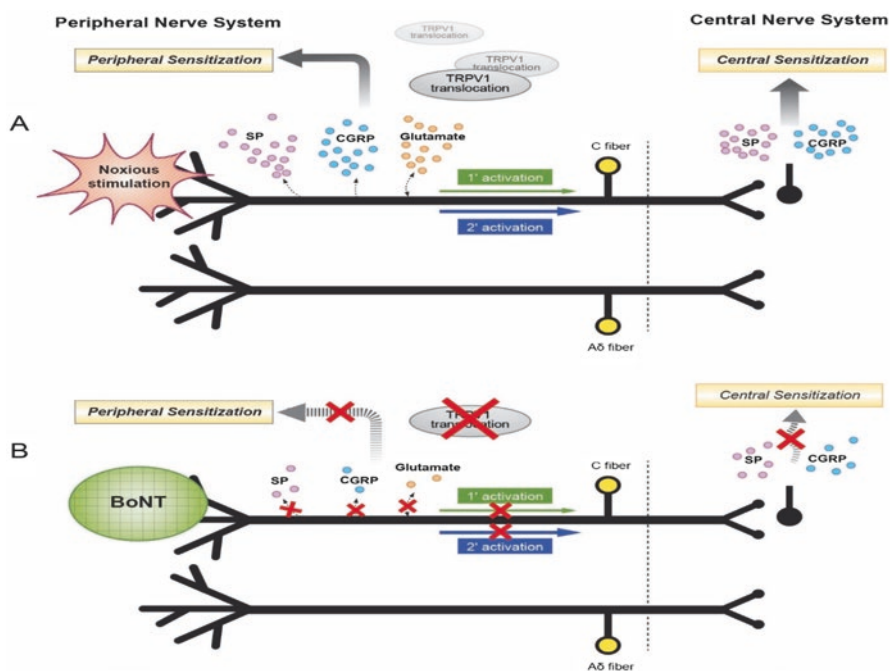 Peripheral Nerve System
Central Nerve System
TRPV1
translocation
Peripheral Sensitization
TRPV1
translocation
Central Sensitization
TRPV1
translocation
A
SP
CGRP
Glutamate
C fiber
SP
CGRP
Noxious
stimulation
1' activation
2' activation
Aδ fiber
Peripheral Sensitization
TRPV1
translocation
Central Sensitization
B
SP
CGRP
Glutamate
C fiber
SP
CGRP
BoNT
1' activation
2' activation
Aδ fiber